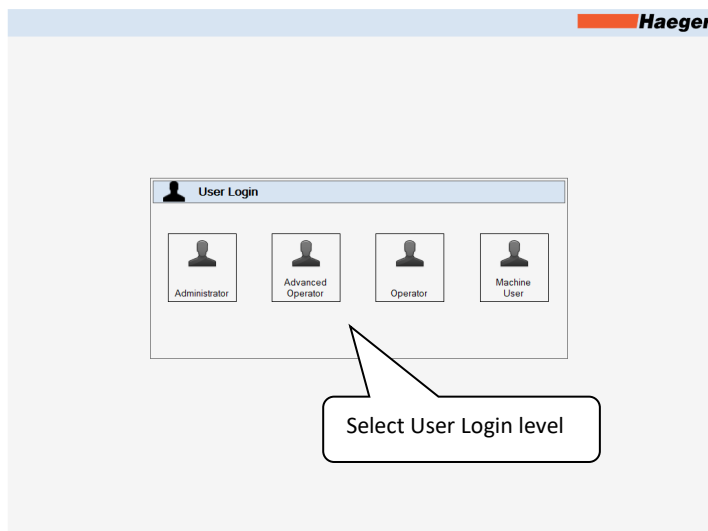 Haeger
User Login
Administrator
Advanced
Operator
Operator
Machine
User
Select User Login level